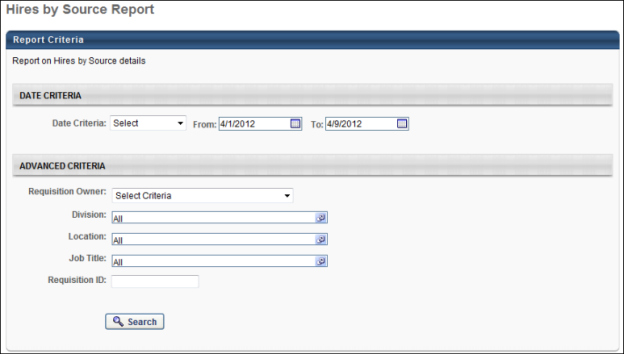 Hires by Source Report
Report Criteria
Report on Hires by Source details
DATE CRITERIA
Date Criteria: Select From: 4/1/2012 To: 4/9/2012
ADVANCED CRITERIA
Requisition Owner: Select Criteria
Division: All
Location: All
Job Title: All
Requisition ID:
Search